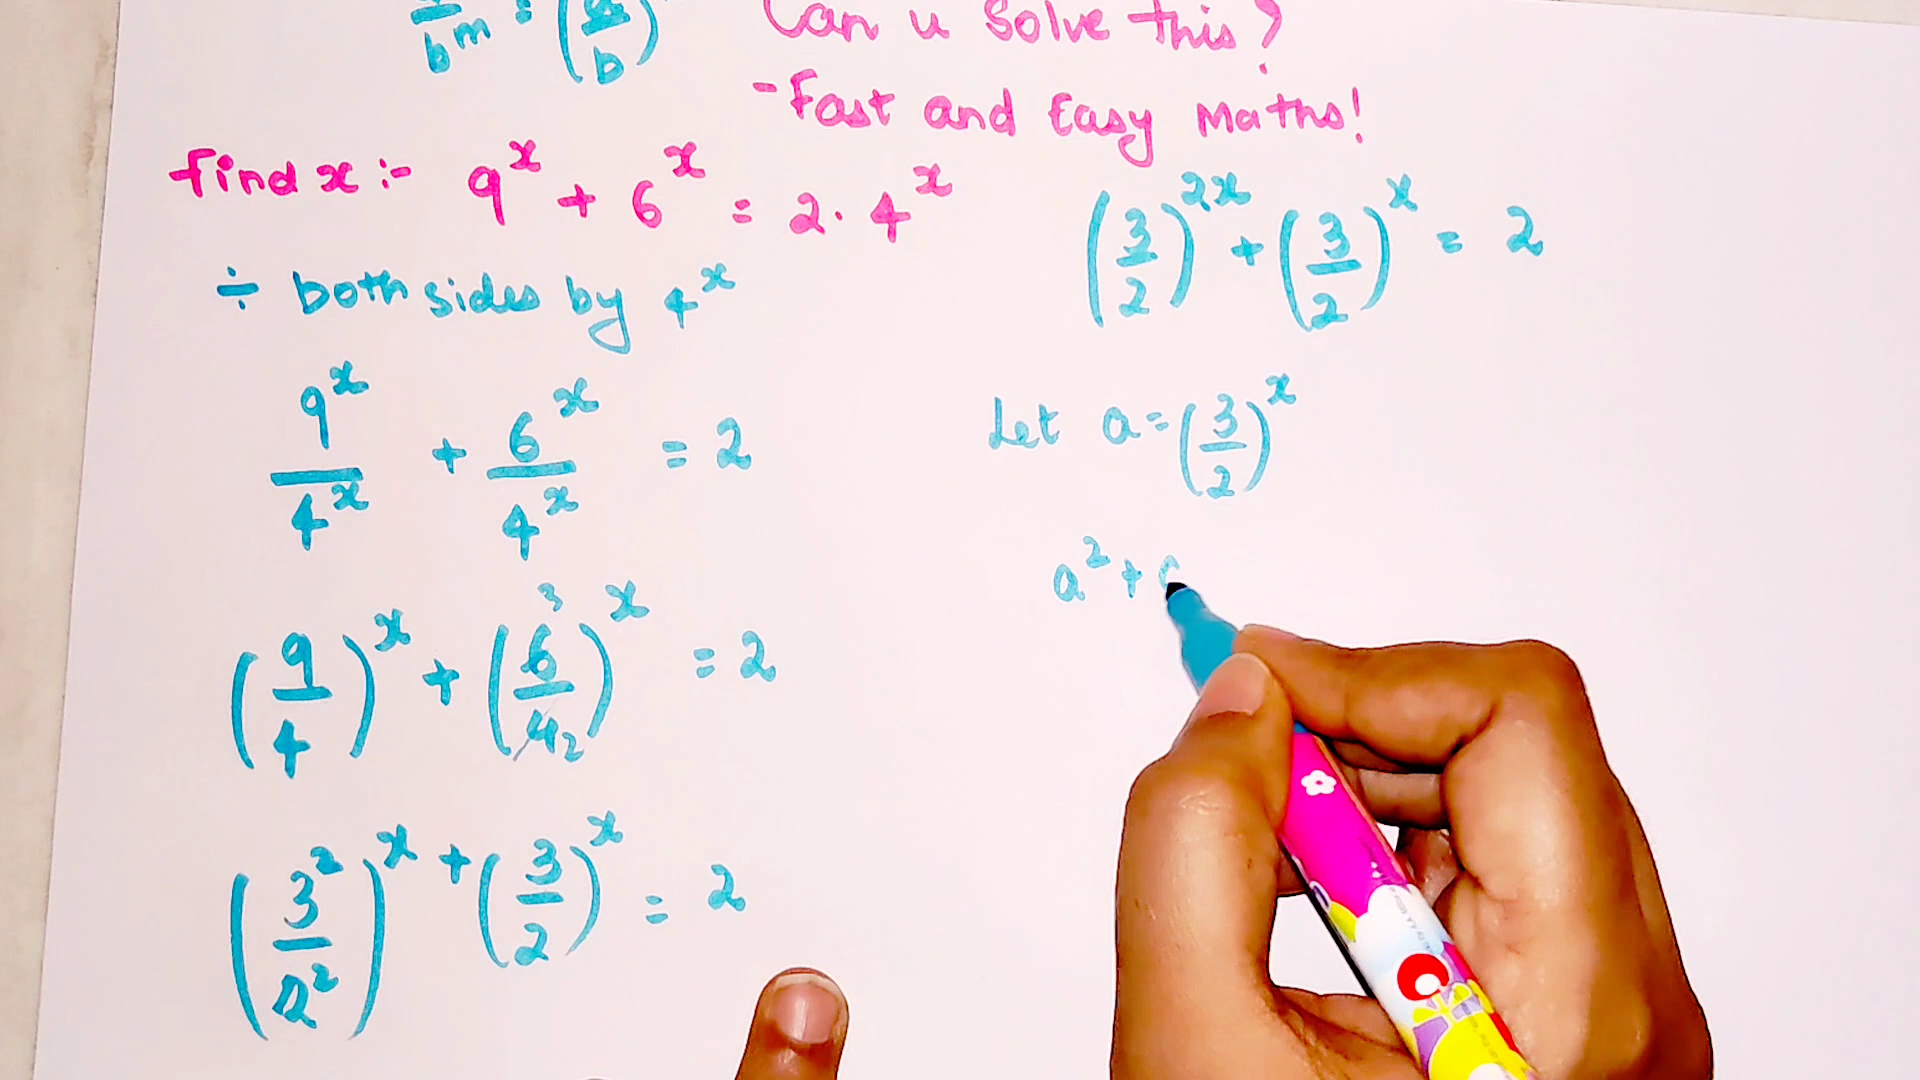 Can u solve this?
- Fast and Easy Maths!
b^m = (a/b)
find x :- 9^x + 6^x = 2 . 4^x
÷ both sides by 4^x
9^x/4^x + 6^x/4^x = 2
(9/4)^x + (6/4)^x = 2
3 2
(3^2/2^2)^x + (3/2)^x = 2
(3/2)^2x + (3/2)^x = 2
Let a = (3/2)^x
a^2 +